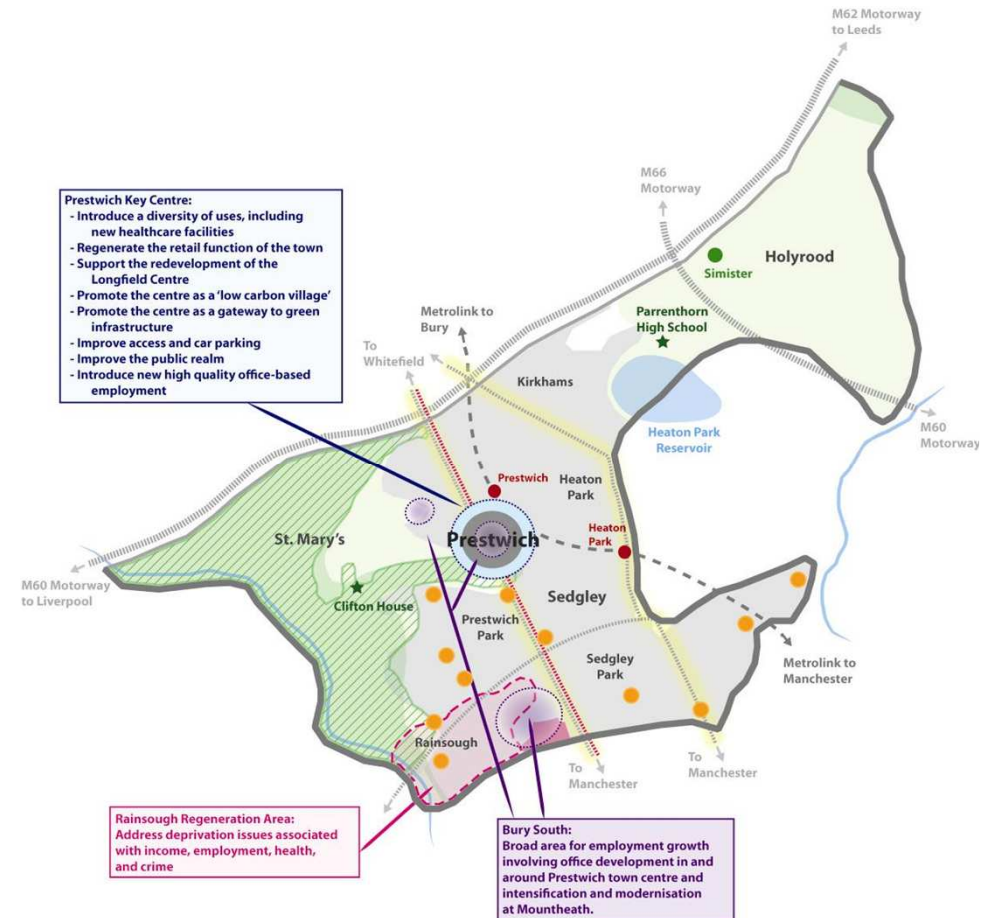 M62 Motorway
to Leeds
M66
Motorway
Holyrood
Simister
Prestwich Key Centre:
- Introduce a diversity of uses, including
new healthcare facilities
- Regenerate the retail function of the town
- Support the redevelopment of the
Longfield Centre
- Promote the centre as a ‘low carbon village’
- Promote the centre as a gateway to green
infrastructure
- Improve access and car parking
- Improve the public realm
- Introduce new high quality office-based
employment
Metrolink to
Bury
Parrenthorn
High School
To
Whitefield
Kirkhams
Heaton Park
Reservoir
M60
Motorway
Prestwich
Heaton
Park
Heaton
Park
St. Mary's
Prestwich
M60 Motorway
to Liverpool
Clifton House
Sedgley
Prestwich
Park
Sedgley
Park
Metrolink to
Manchester
Rainsough
To
Manchester
To
Manchester
Rainsough Regeneration Area:
Address deprivation issues associated
with income, employment, health,
and crime
Bury South:
Broad area for employment growth
involving office development in and
around Prestwich town centre and
intensification and modernisation
at Mountheath.